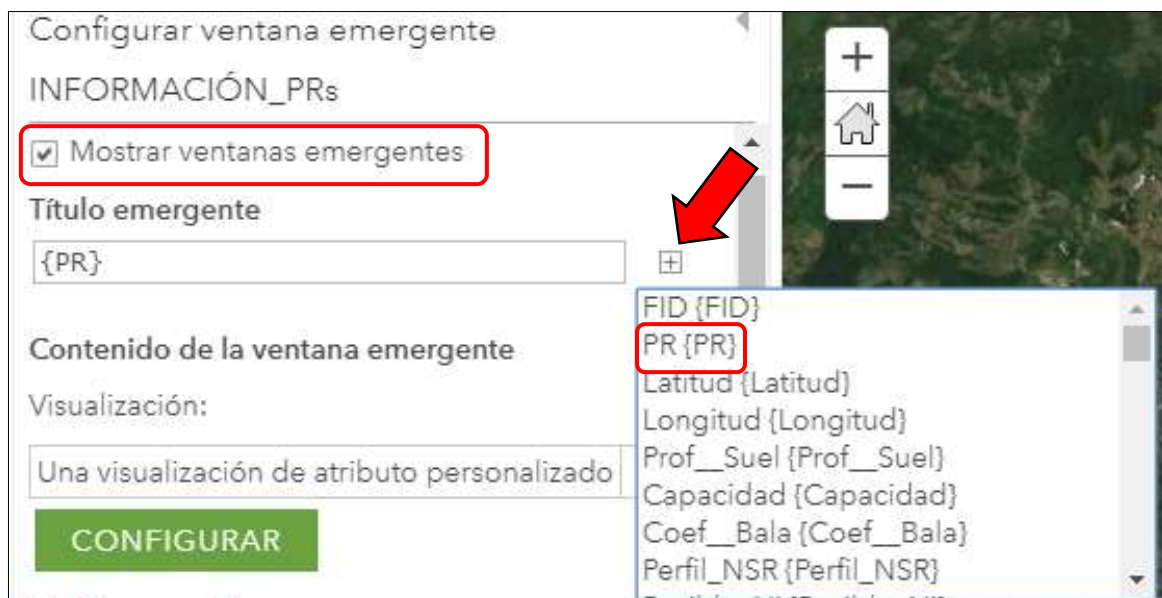 Configurar ventana emergente
INFORMACIÓN_PRs
Mostrar ventanas emergentes
Título emergente
{PR}
FID {FID}
PR {PR}
Latitud {Latitud}
Longitud {Longitud}
Prof__Suel {Prof__Suel}
Capacidad {Capacidad}
Coef__Bala {Coef__Bala}
Perfil_NSR {Perfil_NSR}
Contenido de la ventana emergente
Visualización:
Una visualización de atributo personalizado
CONFIGURAR